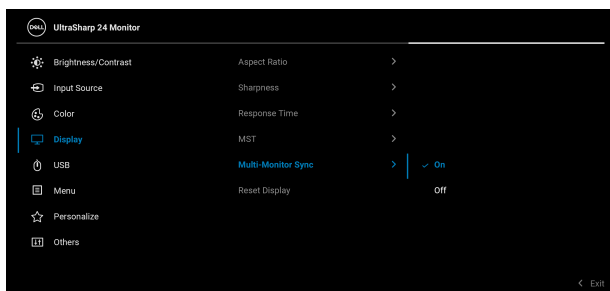 DELL UltraSharp 24 Monitor
Brightness/Contrast Aspect Ratio
Input Source Sharpness
Color Response Time
Display MST
USB Multi-Monitor Sync On
Menu Reset Display Off
Personalize
Others
Exit